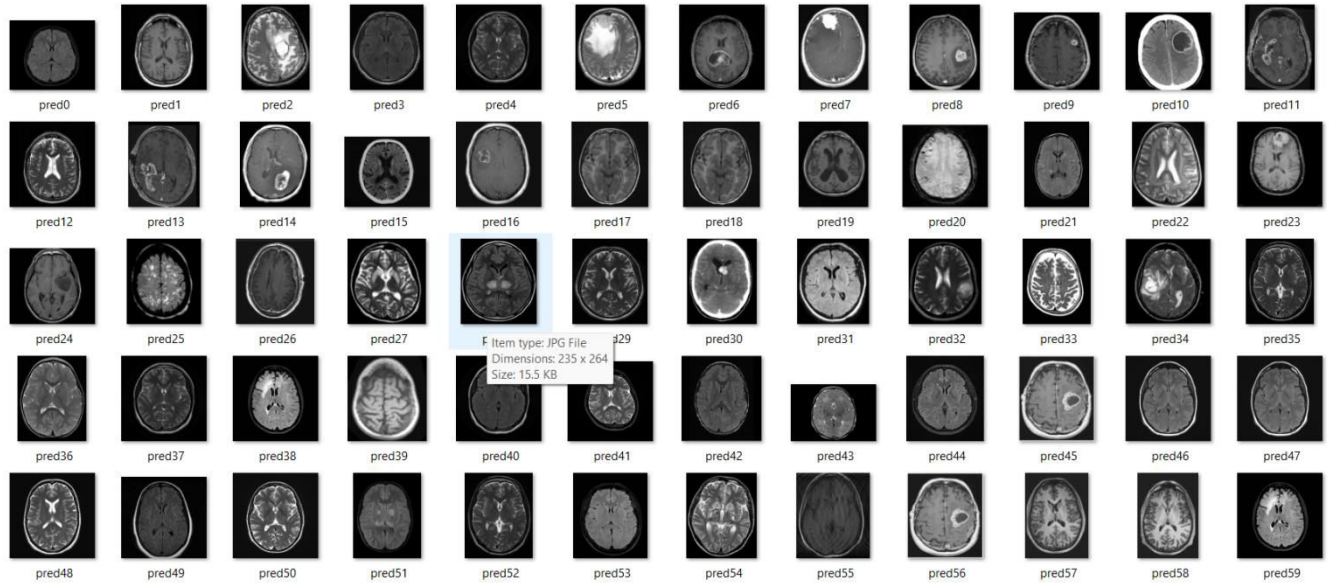 pred0 pred1 pred2 pred3 pred4 pred5 pred6 pred7 pred8 pred9 pred10 pred11
pred12 pred13 pred14 pred15 pred16 pred17 pred18 pred19 pred20 pred21 pred22 pred23
pred24 pred25 pred26 pred27 p 29 pred30 pred31 pred32 pred33 pred34 pred35
Item type: JPG File
Dimensions: 235 x 264
Size: 15.5 KB
pred36 pred37 pred38 pred39 pred40 pred41 pred42 pred43 pred44 pred45 pred46 pred47
pred48 pred49 pred50 pred51 pred52 pred53 pred54 pred55 pred56 pred57 pred58 pred59